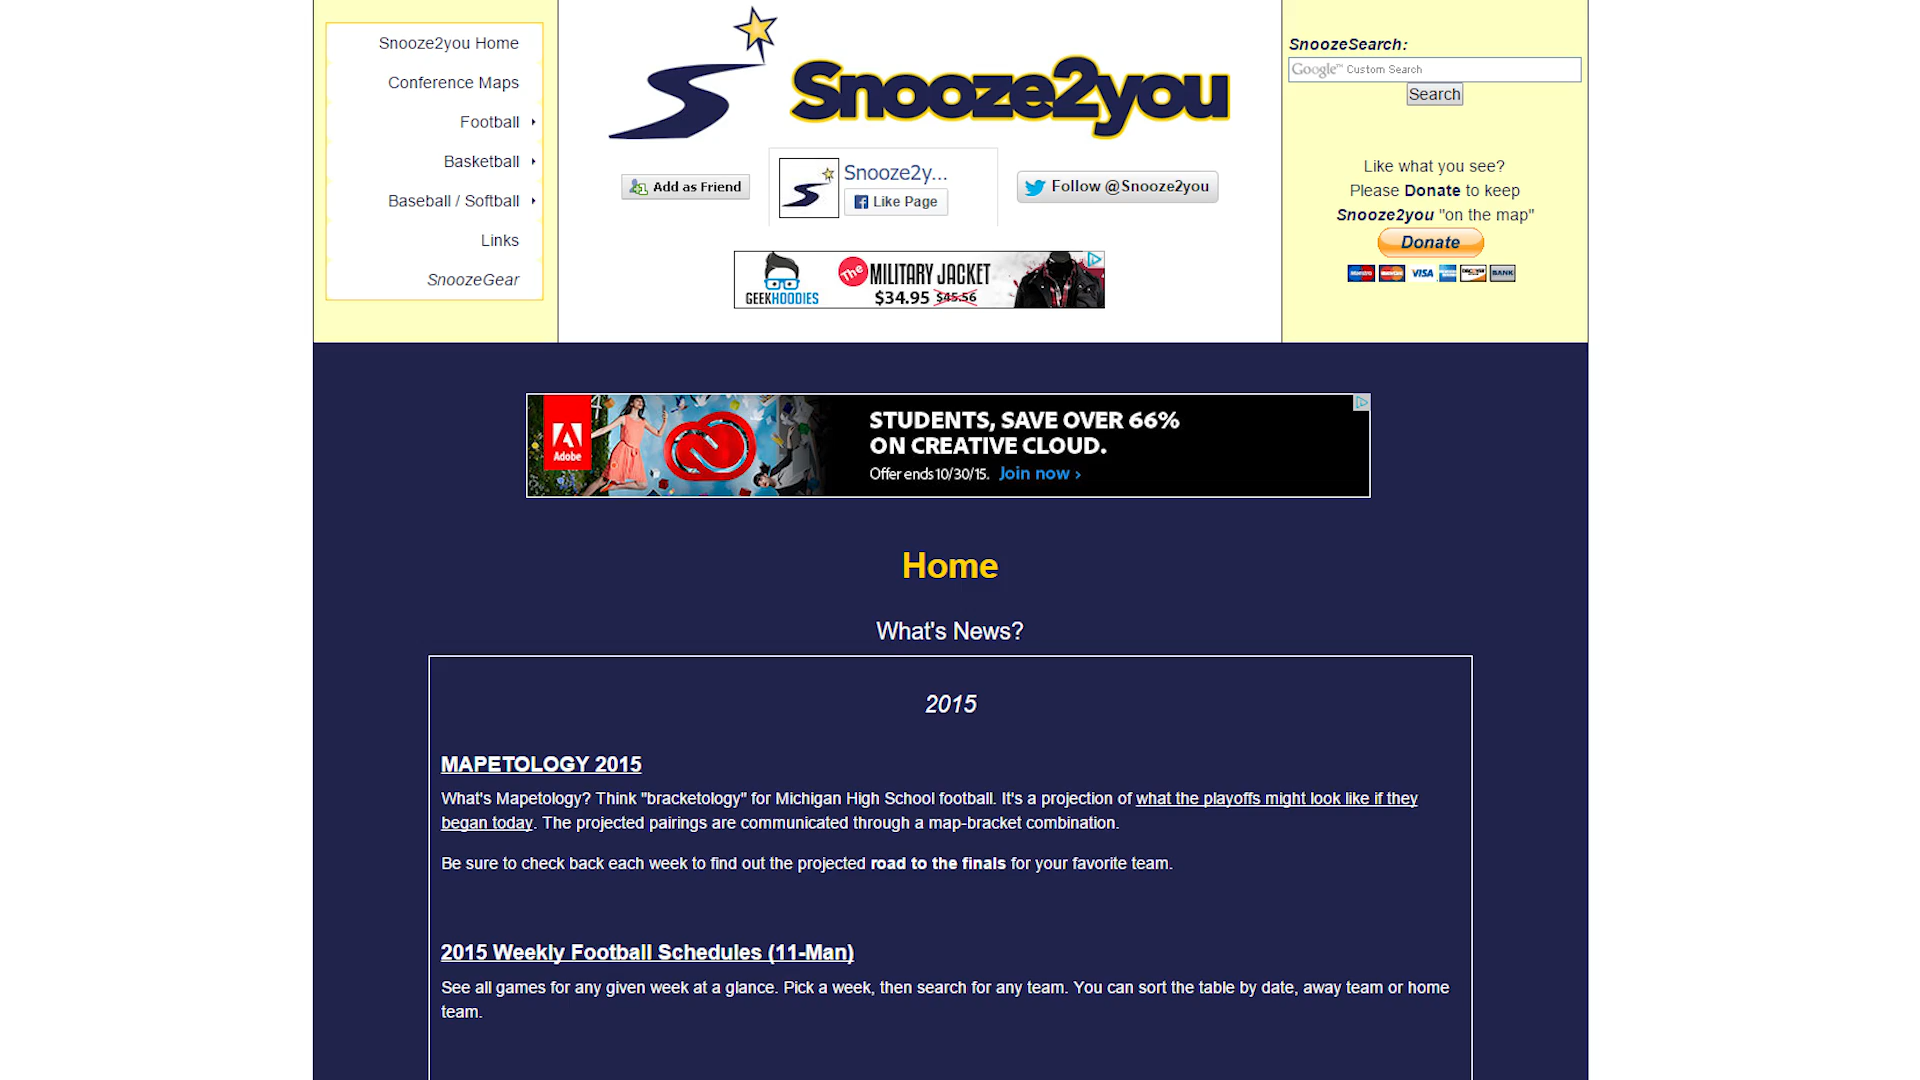 Snooze2you Home
Conference Maps
Football
Basketball
Baseball / Softball
Links
SnoozeGear
Snooze2you
Add as Friend
Snooze2y...
Like Page
Follow @Snooze2you
GEEKHOODIES
The MILITARY JACKET
$34.95 $45.56
SnoozeSearch:
Google™ Custom Search
Search
Like what you see?
Please Donate to keep
Snooze2you "on the map"
Donate
VISA
BANK
Adobe
STUDENTS, SAVE OVER 66%
ON CREATIVE CLOUD.
Offer ends 10/30/15. Join now ›
Home
What's News?
2015
MAPETOLOGY 2015
What's Mapetology? Think "bracketology" for Michigan High School football. It's a projection of what the playoffs might look like if they
began today. The projected pairings are communicated through a map-bracket combination.
Be sure to check back each week to find out the projected road to the finals for your favorite team.
2015 Weekly Football Schedules (11-Man)
See all games for any given week at a glance. Pick a week, then search for any team. You can sort the table by date, away team or home
team.